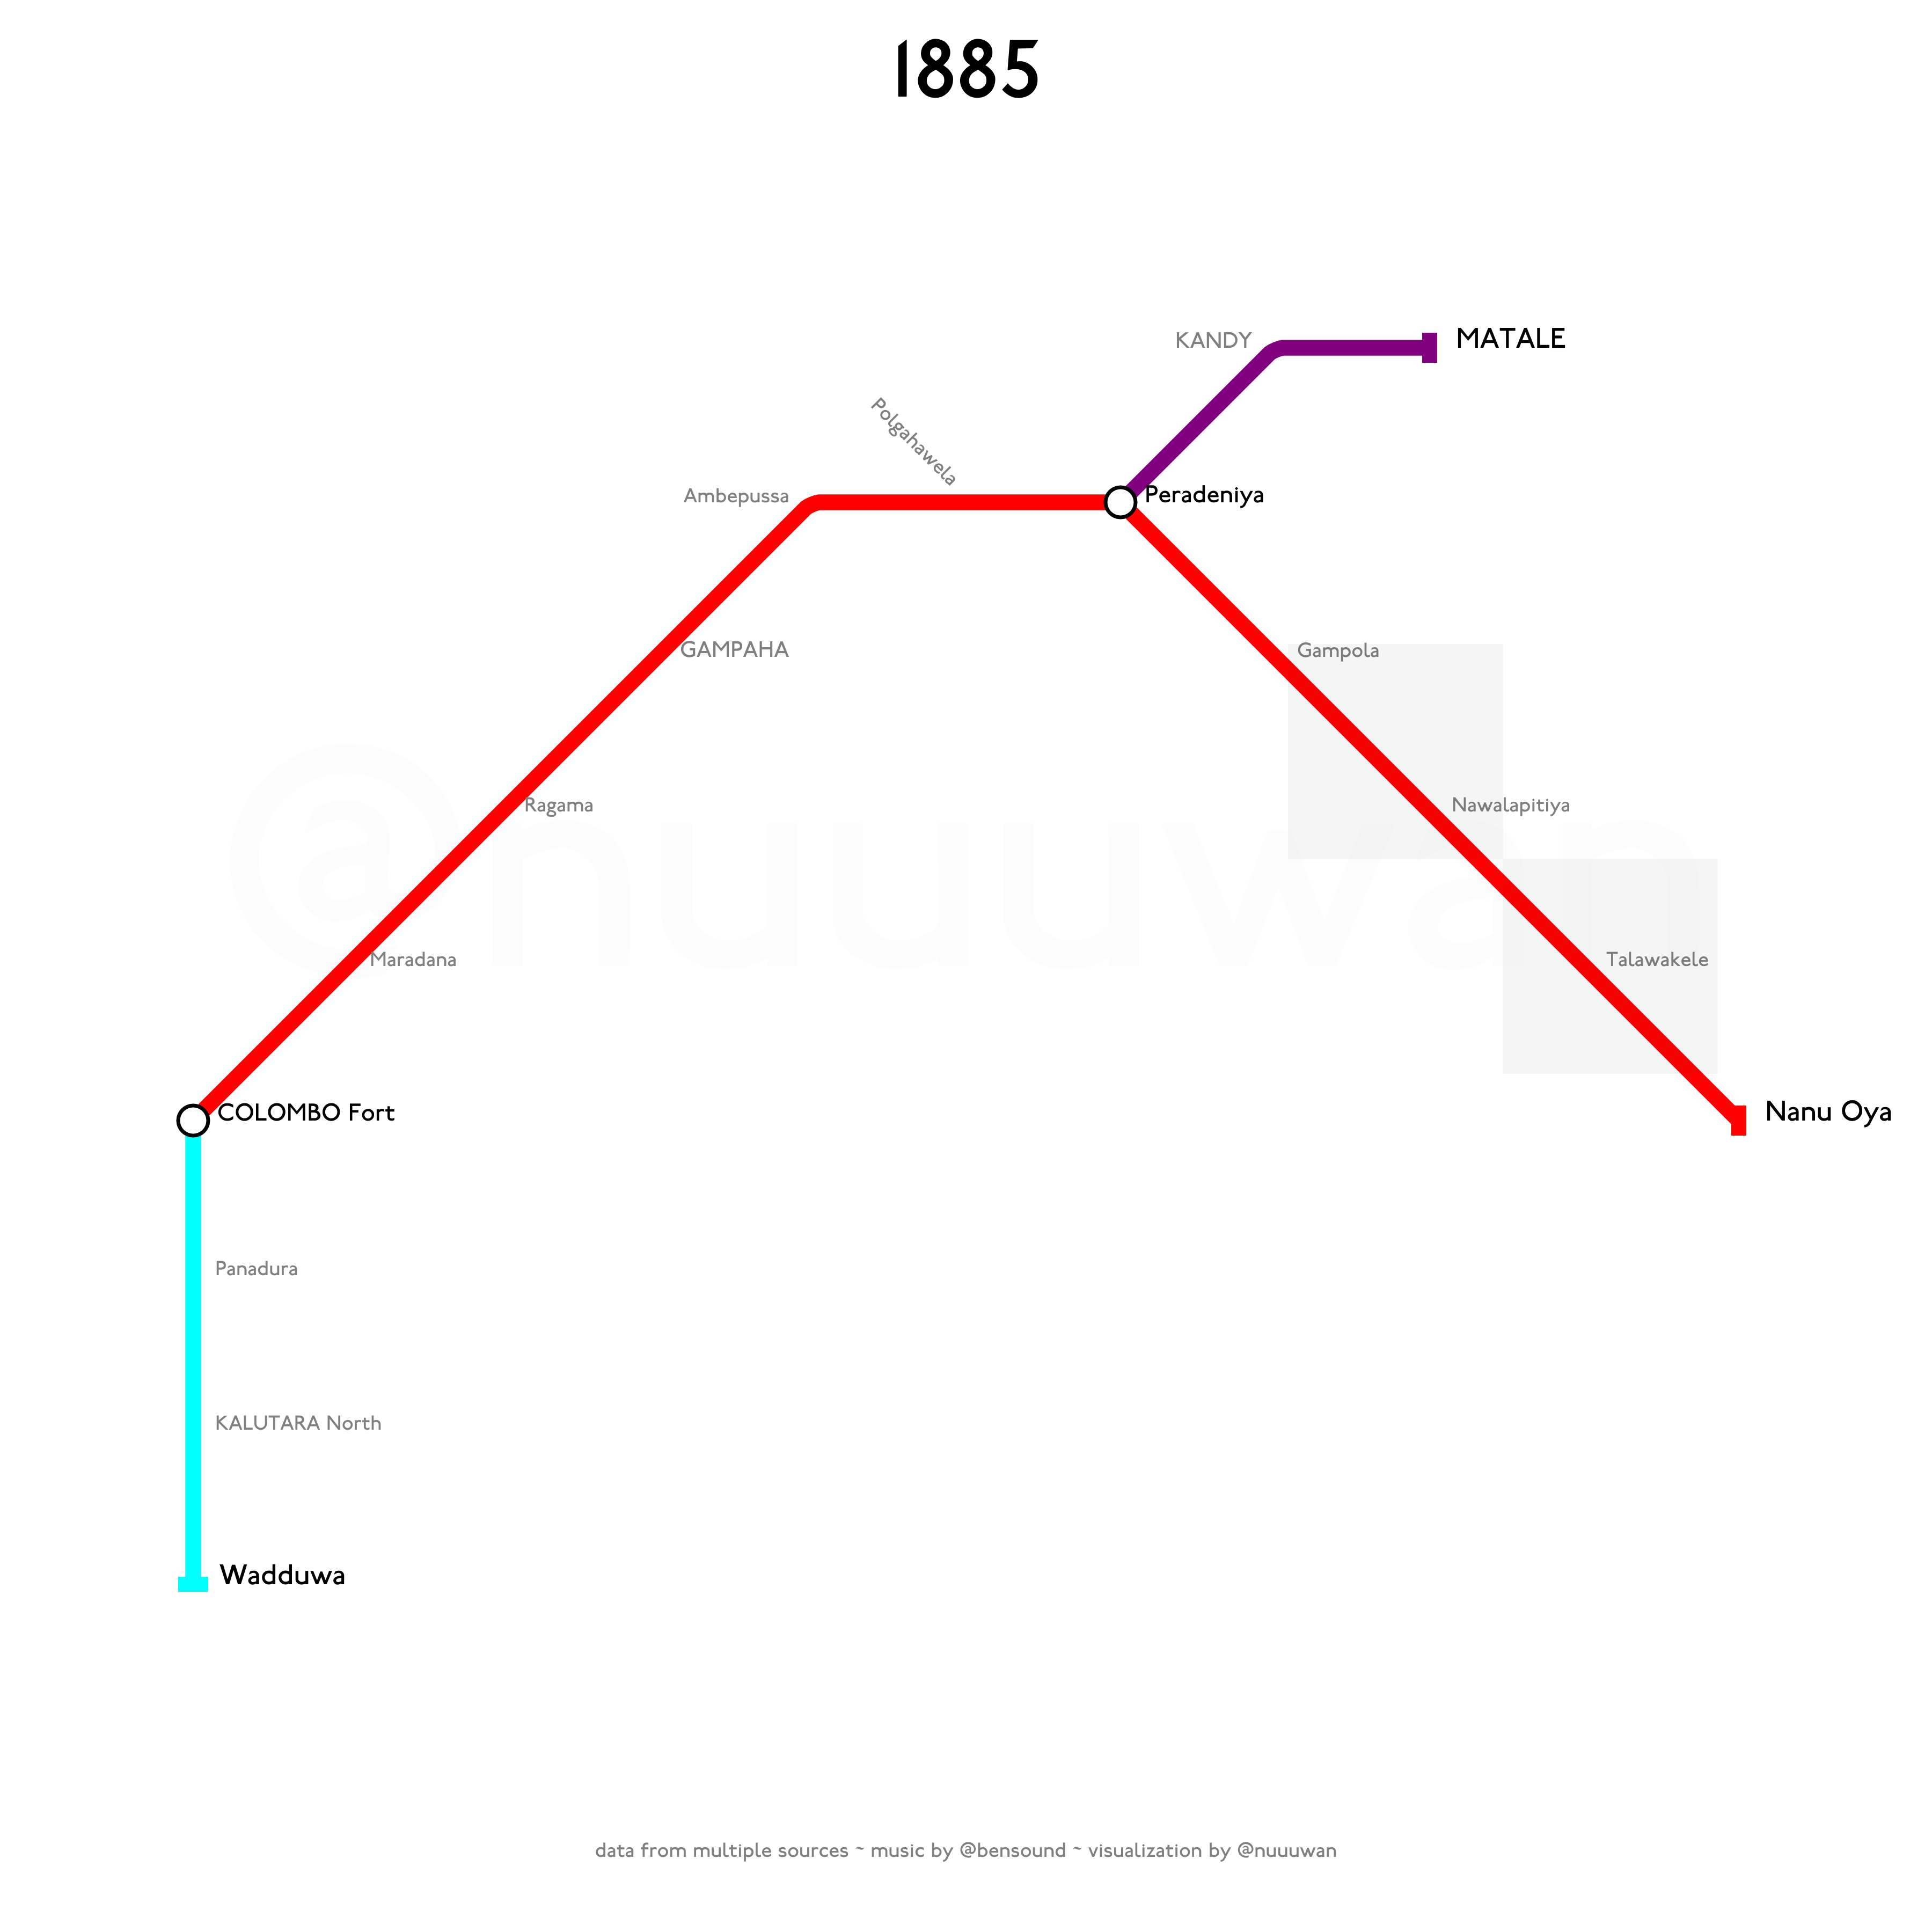 1885
KANDY
MATALE
Polgahawela
Ambepussa
Peradeniya
GAMPAHA
Gampola
Ragama
Nawalapitiya
@nuuuwan
Maradana
Talawakele
COLOMBO Fort
Nanu Oya
Panadura
KALUTARA North
Wadduwa
data from multiple sources ~ music by @bensound ~ visualization by @nuuuwan